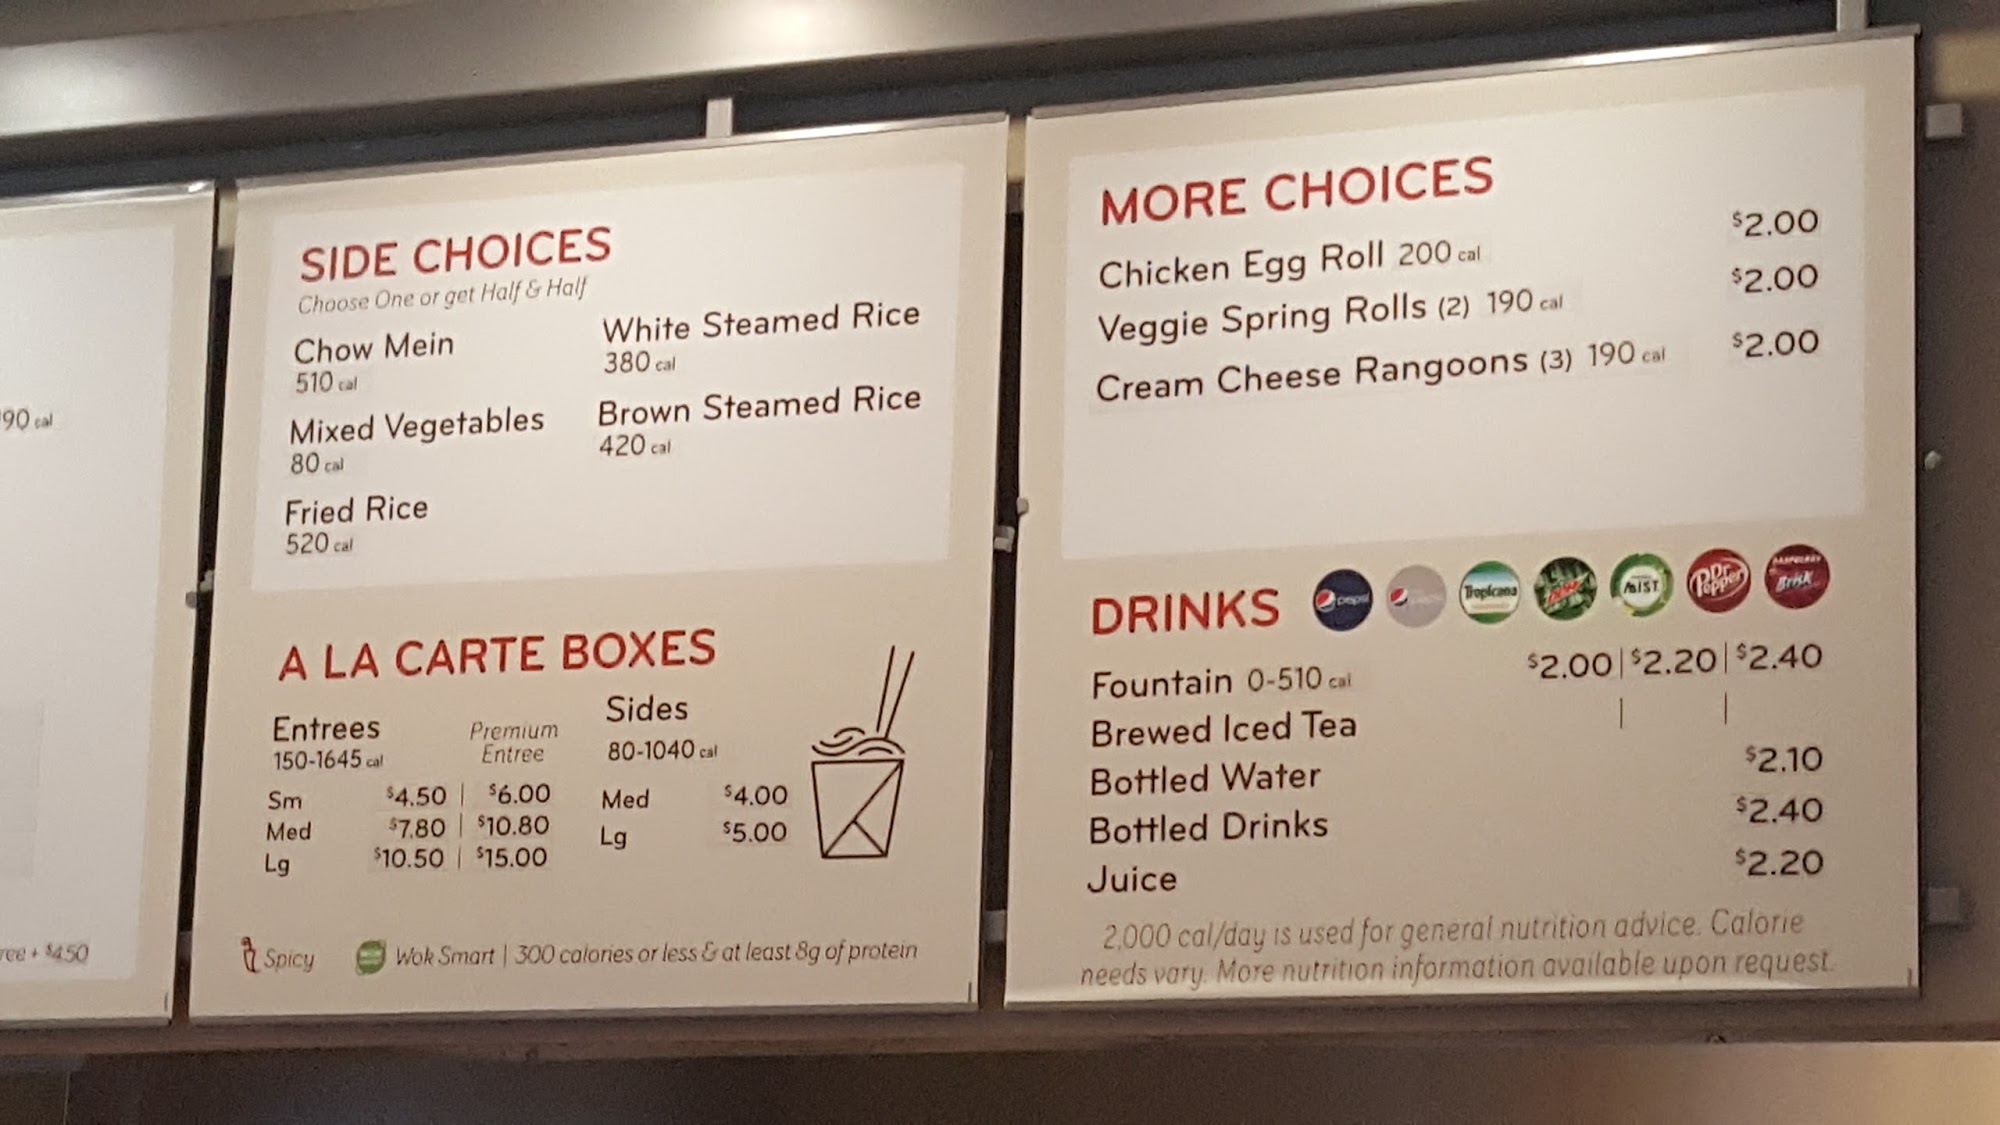 90 cal
+ $4.50
SIDE CHOICES
Choose One or get Half & Half
Chow Mein
510 cal
Mixed Vegetables
80 cal
Fried Rice
520 cal
White Steamed Rice
380 cal
Brown Steamed Rice
420 cal
A LA CARTE BOXES
Entrees Premium
150-1645 cal Entree
Sm $4.50 | $6.00
Med $7.80 | $10.80
Lg $10.50 | $15.00
Sides
80-1040 cal
Med $4.00
Lg $5.00
Spicy Wok Smart | 300 calories or less & at least 8g of protein
MORE CHOICES
Chicken Egg Roll 200 cal $2.00
Veggie Spring Rolls (2) 190 cal $2.00
Cream Cheese Rangoons (3) 190 cal $2.00
DRINKS pepsi Tropicana MIST Dr Pepper Brisk
Fountain 0-510 cal $2.00 | $2.20 | $2.40
Brewed Iced Tea | |
Bottled Water $2.10
Bottled Drinks $2.40
Juice $2.20
2,000 cal/day is used for general nutrition advice. Calorie
needs vary. More nutrition information available upon request.